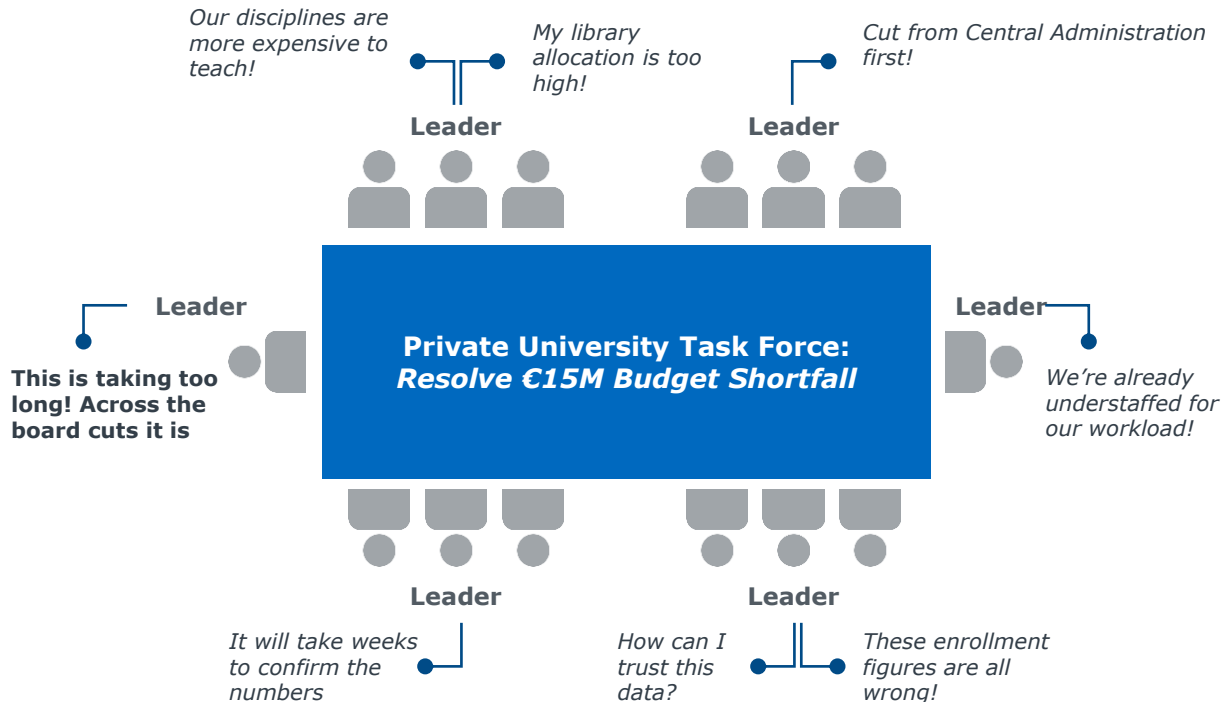 Our disciplines are
more expensive to
teach!
My library
allocation is too
high!
Cut from Central Administration
first!
Leader
Leader
Leader
Leader
This is taking too
long! Across the
board cuts it is
Private University Task Force:
Resolve €15M Budget Shortfall
We’re already
understaffed for
our workload!
Leader
Leader
It will take weeks
to confirm the
numbers
How can I
trust this
data?
These enrollment
figures are all
wrong!